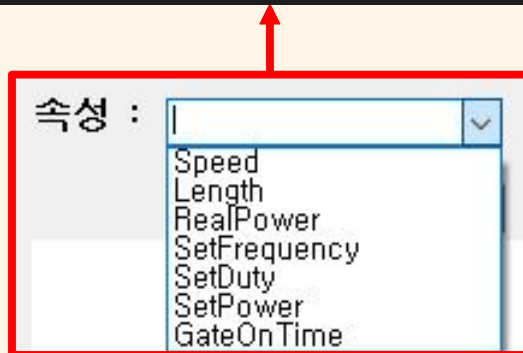 속성 :
Speed
Length
RealPower
SetFrequency
SetDuty
SetPower
GateOnTime